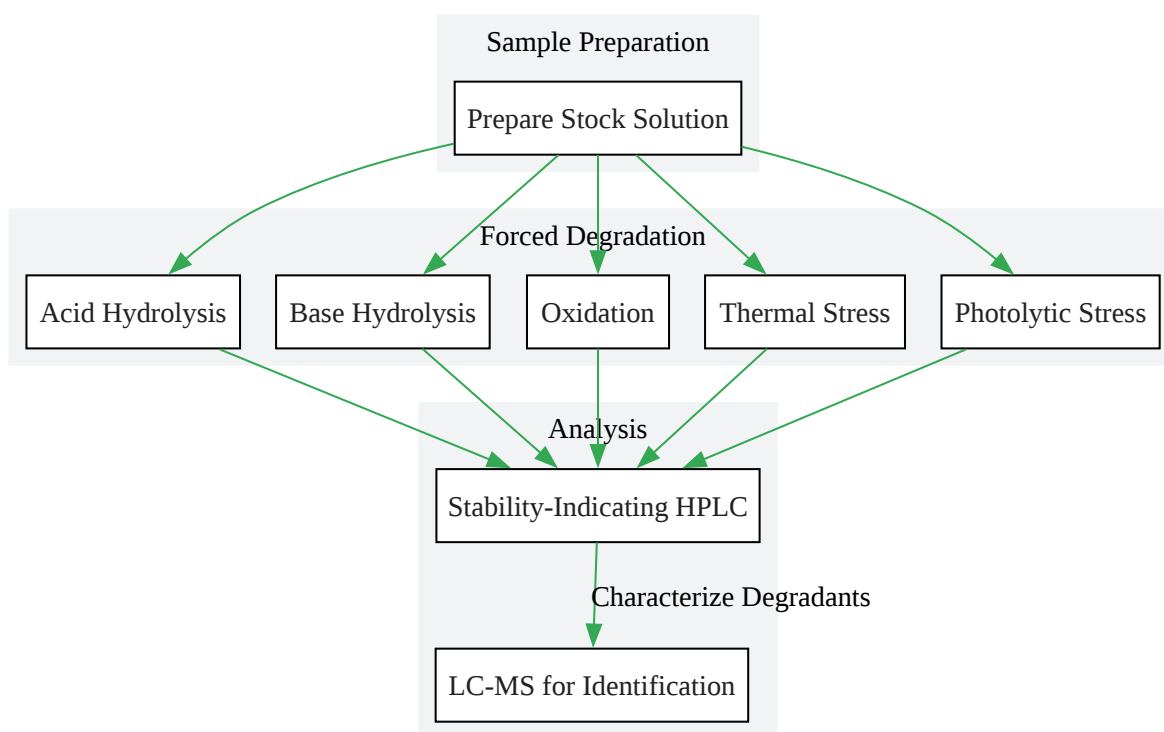 Sample Preparation
Prepare Stock Solution
Forced Degradation
Acid Hydrolysis
Base Hydrolysis
Oxidation
Thermal Stress
Photolytic Stress
Analysis
Stability-Indicating HPLC
Characterize Degradants
LC-MS for Identification